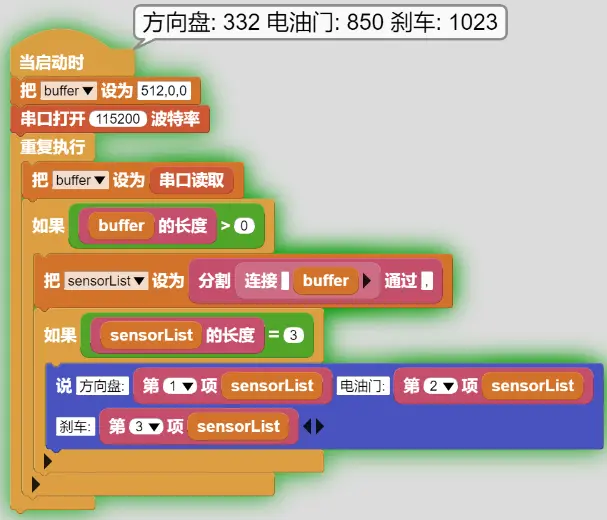 方向盘: 332 电油门: 850 刹车: 1023
当启动时
把 buffer 设为 512,0,0
串口打开 115200 波特率
重复执行
把 buffer 设为 串口读取
如果 buffer 的长度 > 0
把 sensorList 设为 分割 连接 buffer 通过 ,
如果 sensorList 的长度 = 3
说 方向盘: 第 1 项 sensorList 电油门: 第 2 项 sensorList
刹车: 第 3 项 sensorList